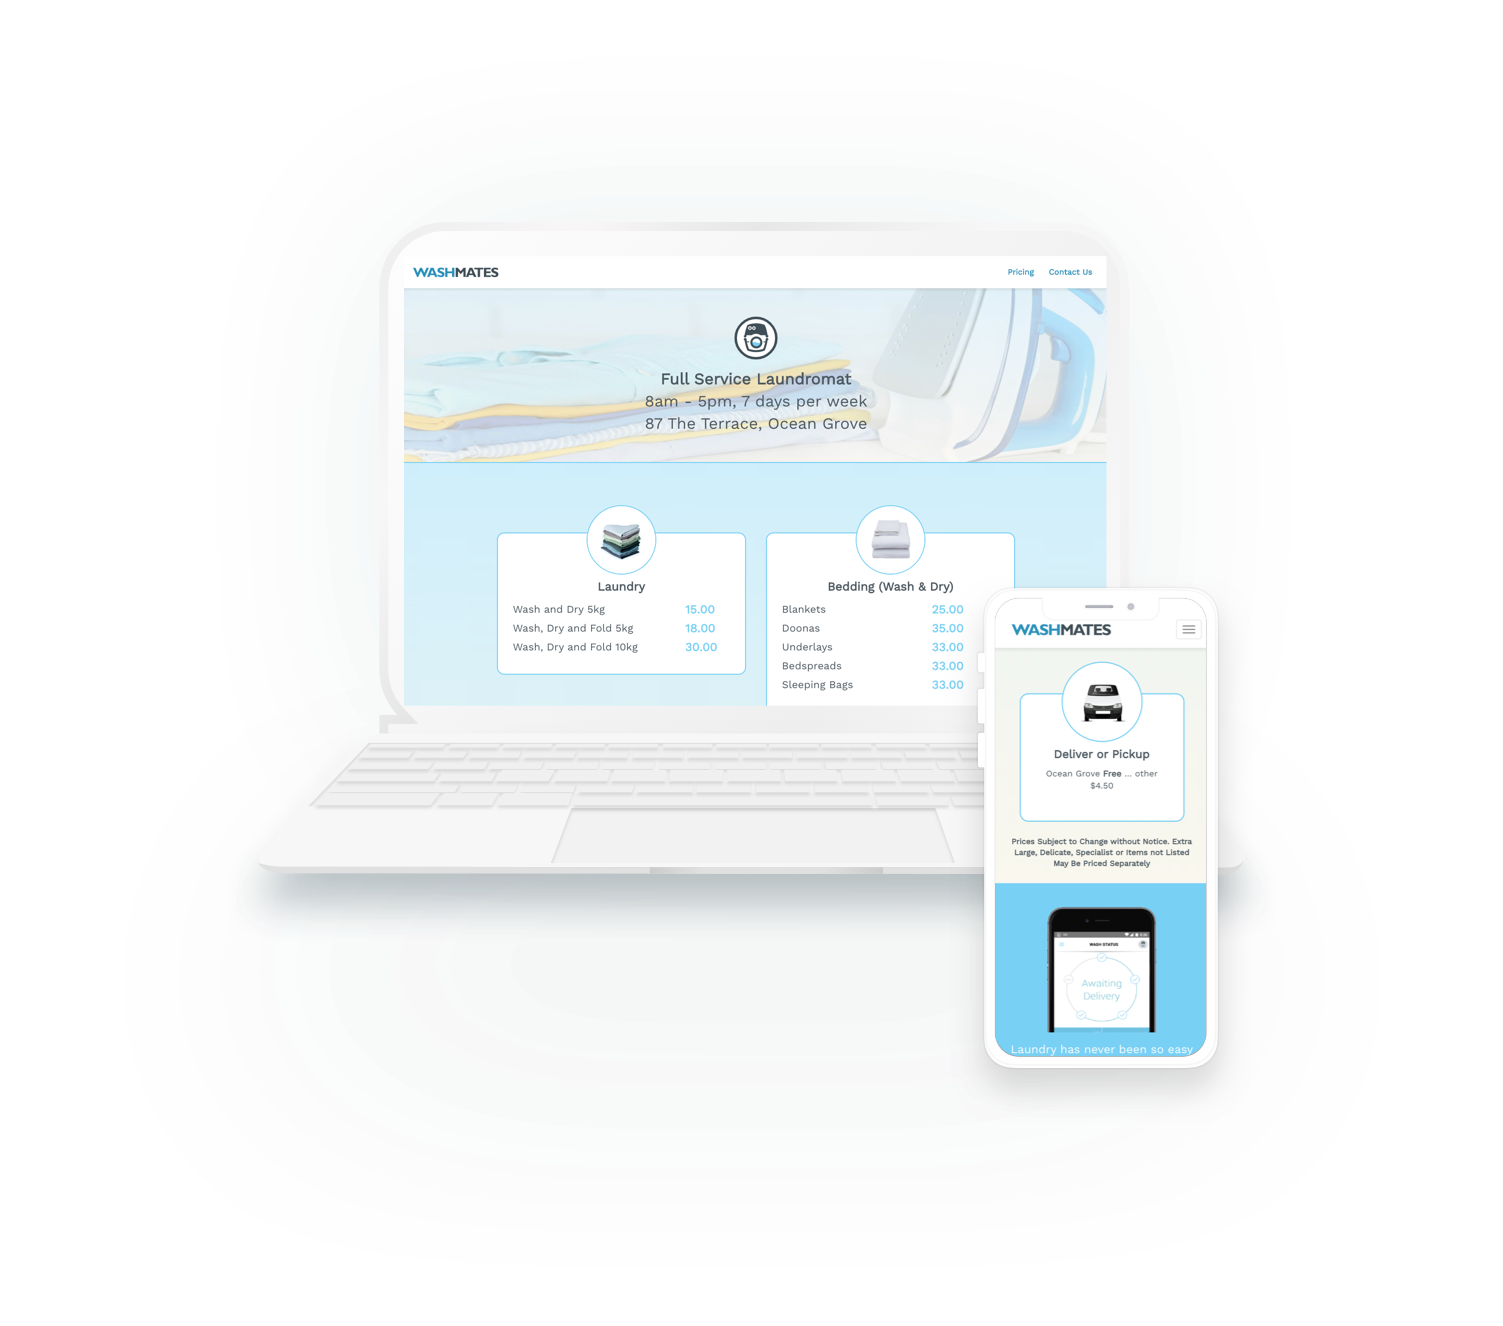 WASHMATES
Pricing Contact Us
Full Service Laundromat
8am - 5pm, 7 days per week
87 The Terrace, Ocean Grove
Laundry
Wash and Dry 5kg 15.00
Wash, Dry and Fold 5kg 18.00
Wash, Dry and Fold 10kg 30.00
Bedding (Wash & Dry)
Blankets 25.00
Doonas 35.00
Underlays 33.00
Bedspreads 33.00
Sleeping Bags 33.00
WASHMATES
Deliver or Pickup
Ocean Grove Free ... other
$4.50
Prices Subject to Change without Notice. Extra
Large, Delicate, Specialist or Items not Listed
May Be Priced Separately
WASH STATUS
Awaiting
Delivery
Laundry has never been so easy